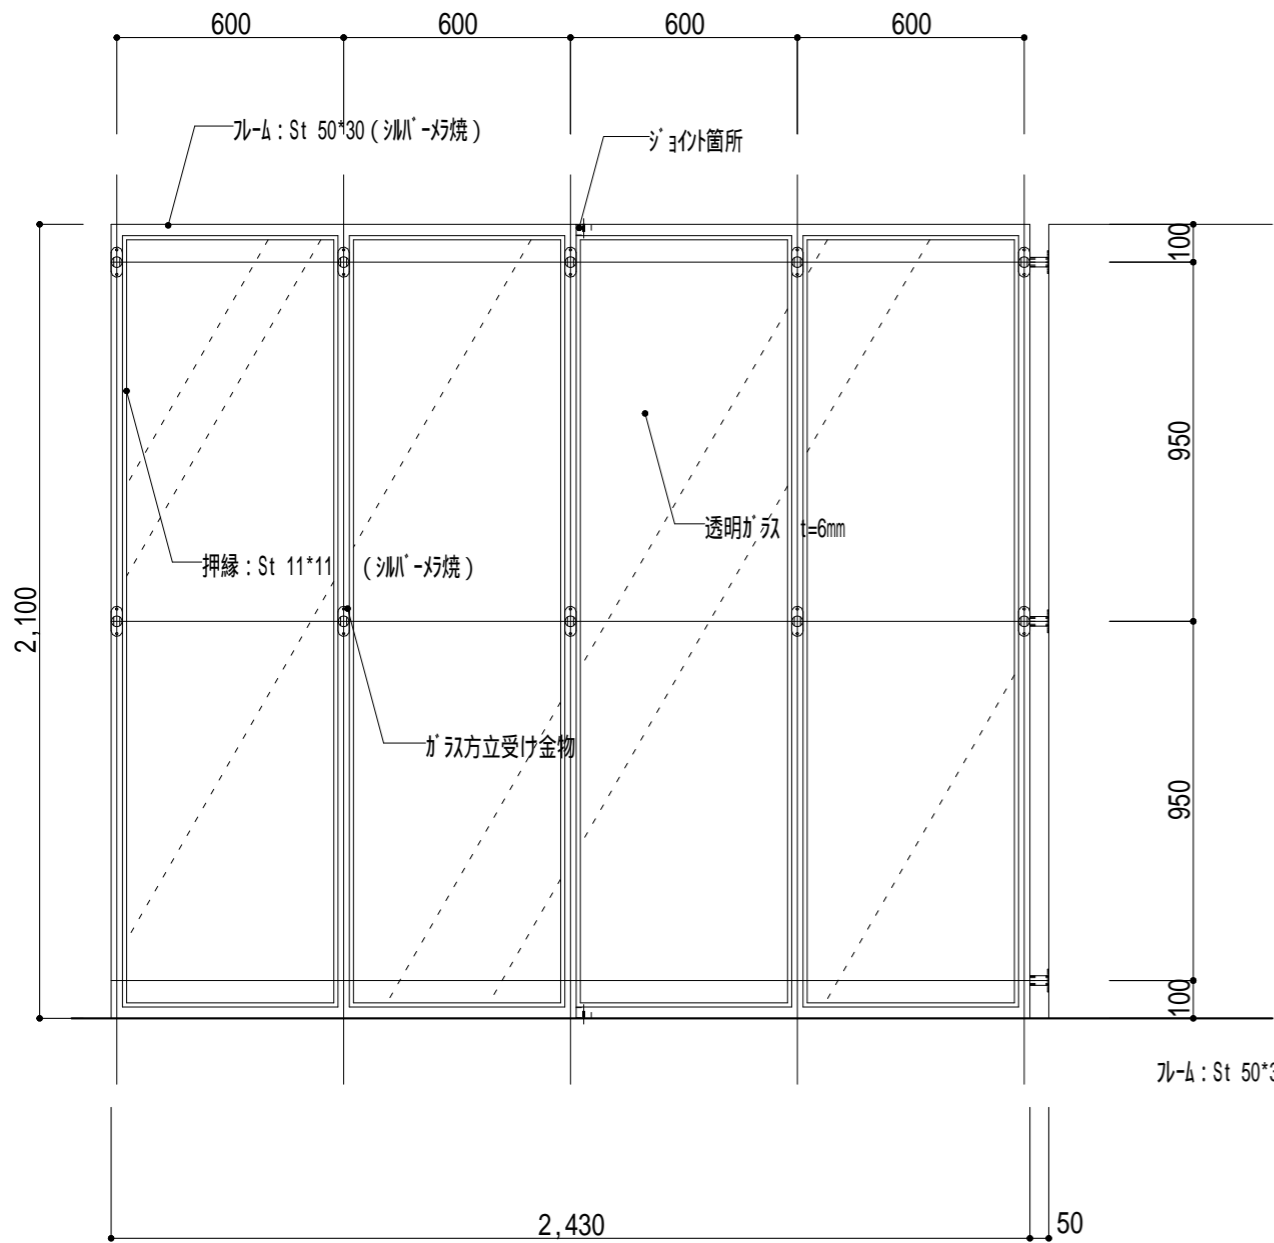 600 600 600 600
フレーム：St 50*30（シルバーメラ焼）
ジョイント箇所
100
950
透明ガラス t=6mm
押縁：St 11*11 （シルバーメラ焼）
2,100
ガラス方立受け金物
950
100
フレーム：St 50*3
2,430 50